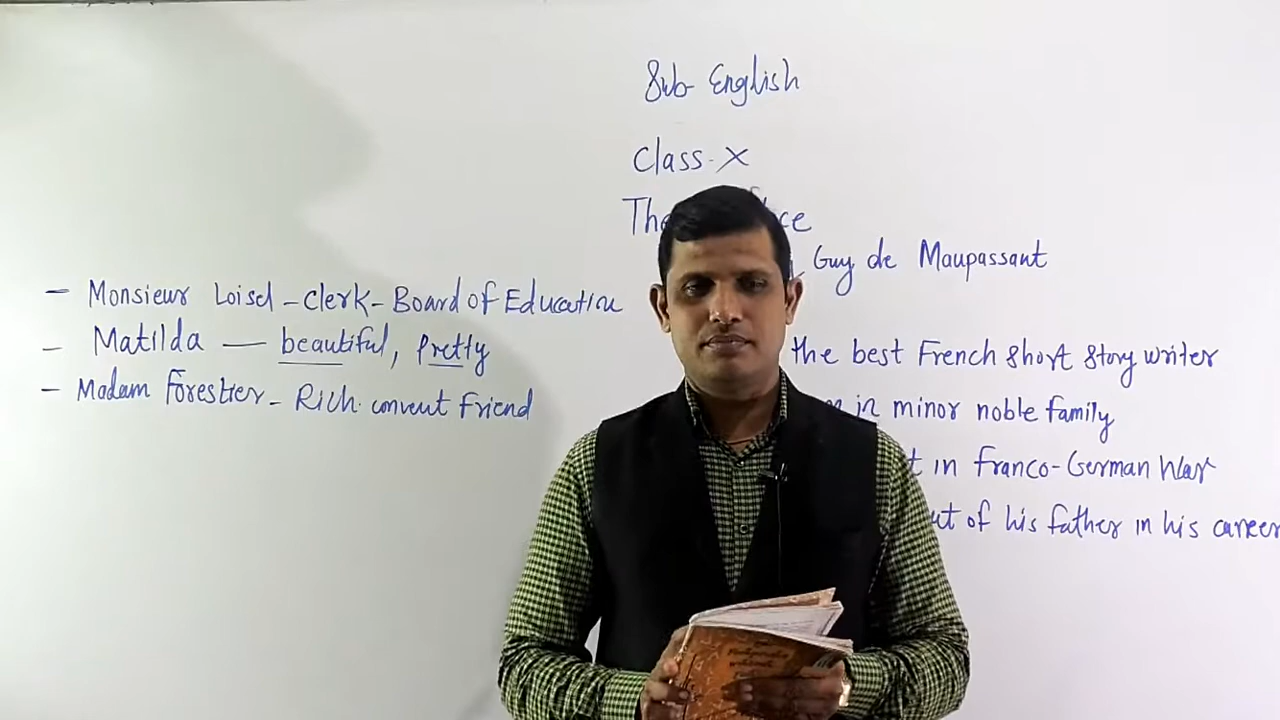 Sub- English
Class- X
The
Guy de Maupassant
- Monsieur Loisel - clerk - Board of Education
- Matilda — beautiful, Pretty
- Madam Forestier - Rich convent Friend
the best French short story writer
in minor noble family
in Franco-German War
of his father in his career